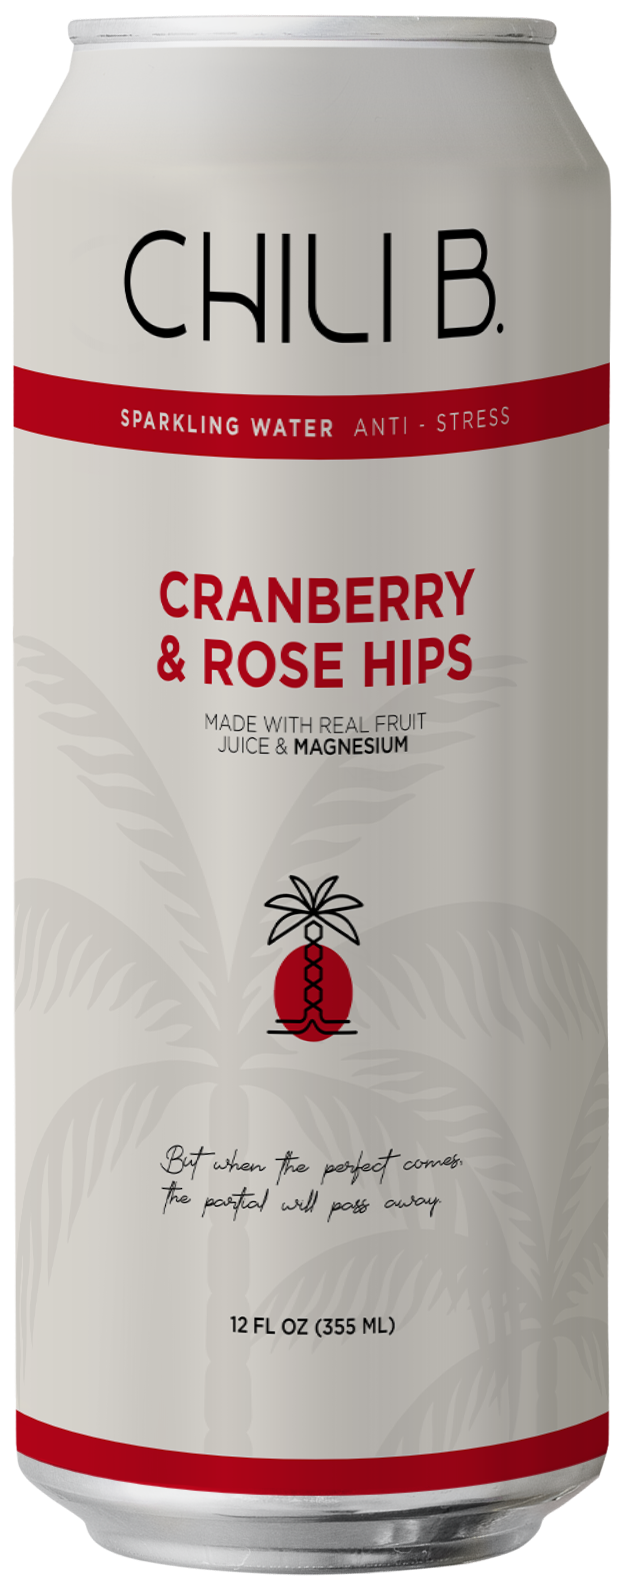 CHILI B.
SPARKLING WATER ANTI - STRESS
CRANBERRY
& ROSE HIPS
MADE WITH REAL FRUIT
JUICE & MAGNESIUM
But when the perfect comes,
the partial will pass away.
12 FL OZ (355 ML)